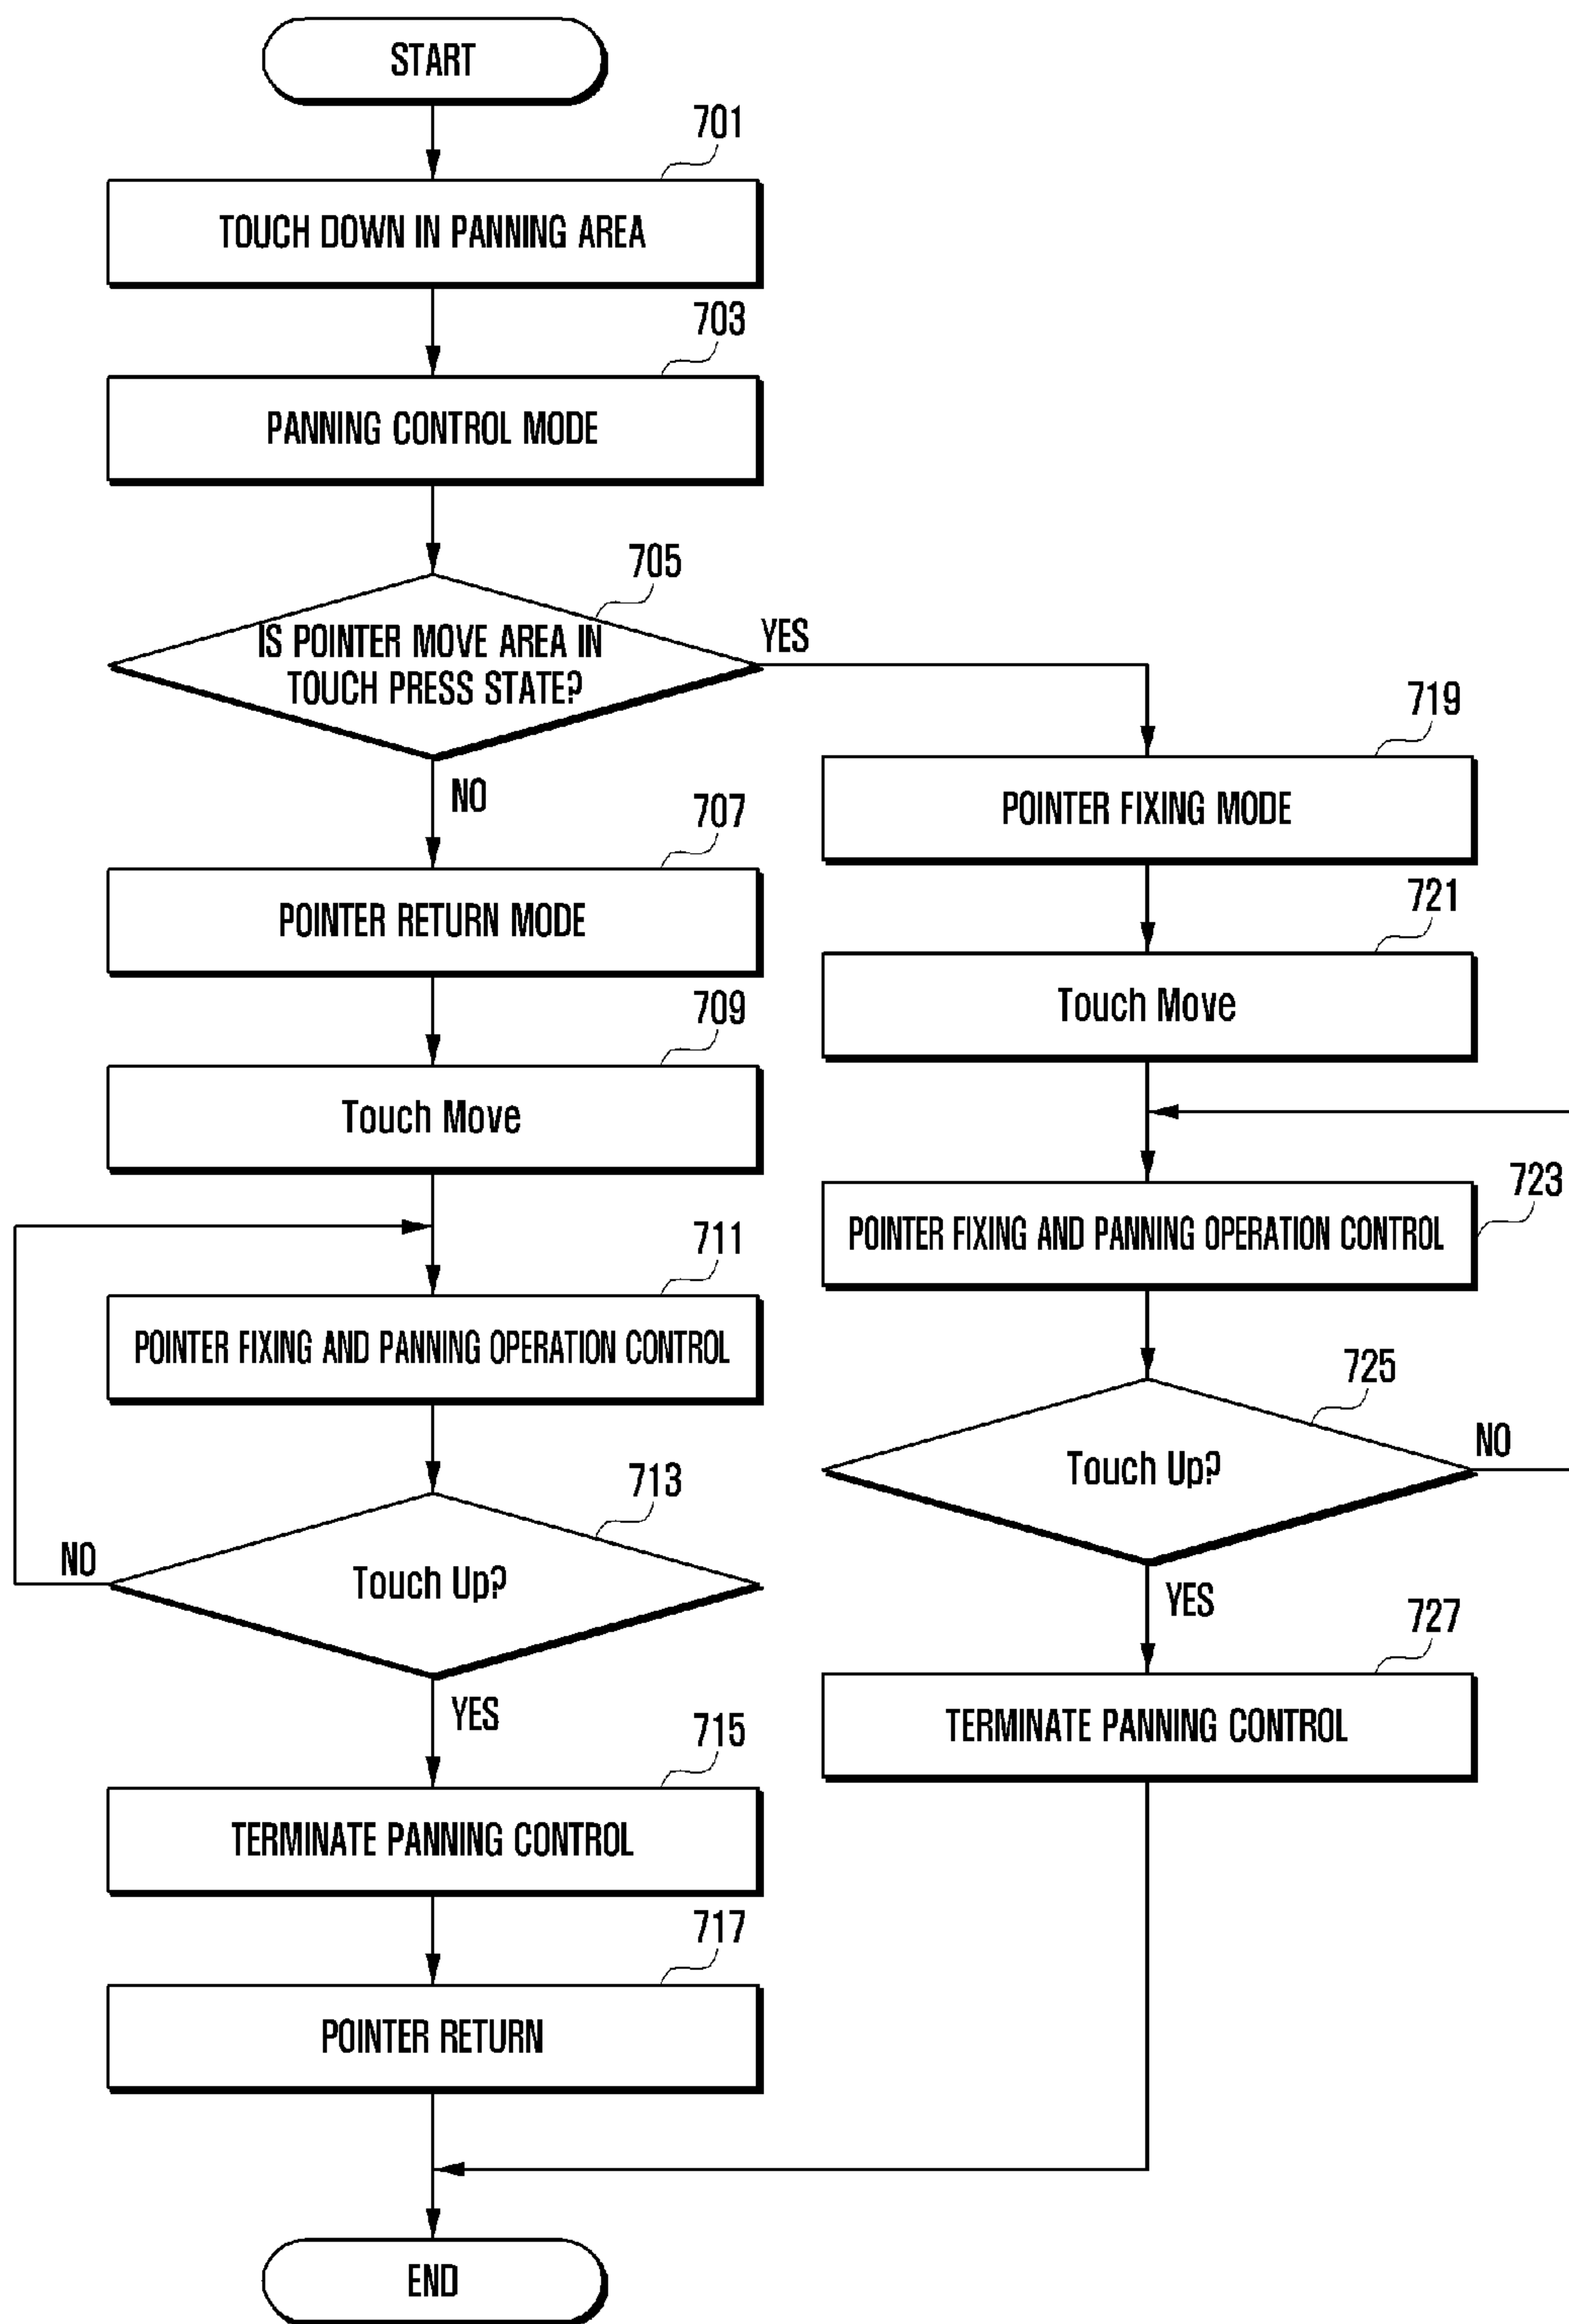 START
701
TOUCH DOWN IN PANNING AREA
703
PANNING CONTROL MODE
705
IS POINTER MOVE AREA IN
TOUCH PRESS STATE?
YES
NO
707
POINTER RETURN MODE
709
Touch Move
711
POINTER FIXING AND PANNING OPERATION CONTROL
713
Touch Up?
NO
YES
715
TERMINATE PANNING CONTROL
717
POINTER RETURN
719
POINTER FIXING MODE
721
Touch Move
723
POINTER FIXING AND PANNING OPERATION CONTROL
725
Touch Up?
NO
YES
727
TERMINATE PANNING CONTROL
END